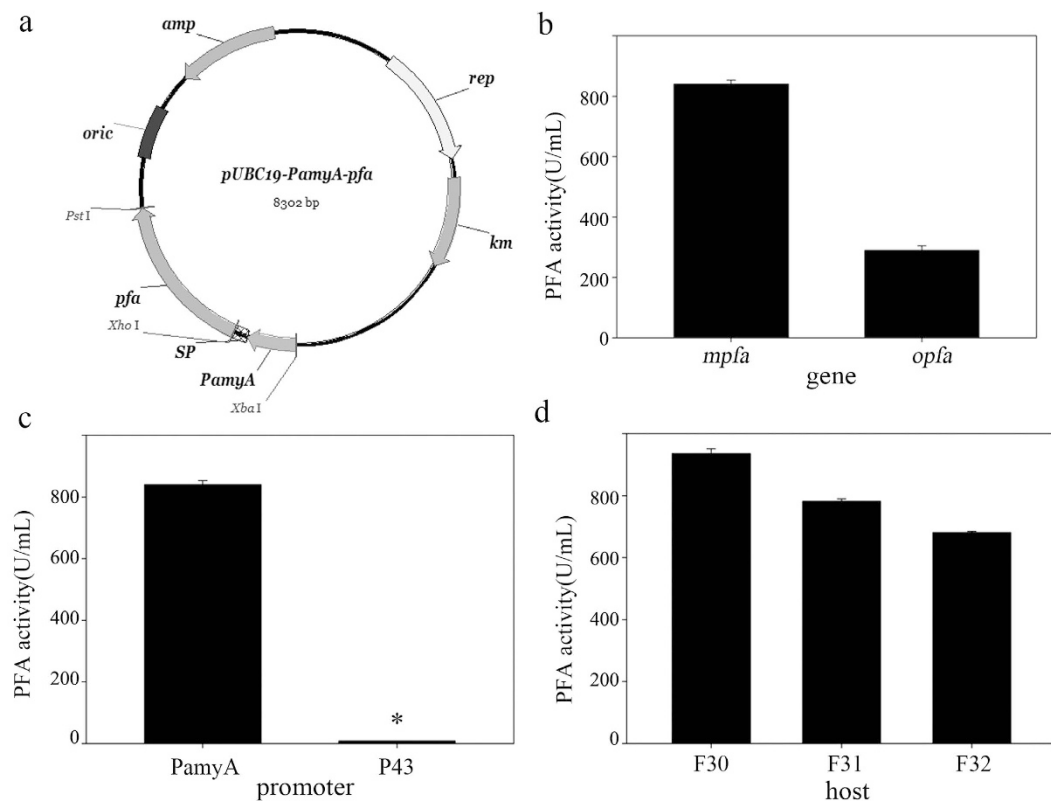 a
amp
rep
oric
pUBC19-PamyA-pfa
8302 bp
Pst I
km
pfa
Xho I
SP
PamyA
Xba I
b
PFA activity(U/mL)
800
600
400
200
0
mpfa opfa
gene
c
PFA activity(U/mL)
800
600
400
200
0
*
PamyA P43
promoter
d
PFA activity(U/mL)
800
600
400
200
0
F30 F31 F32
host